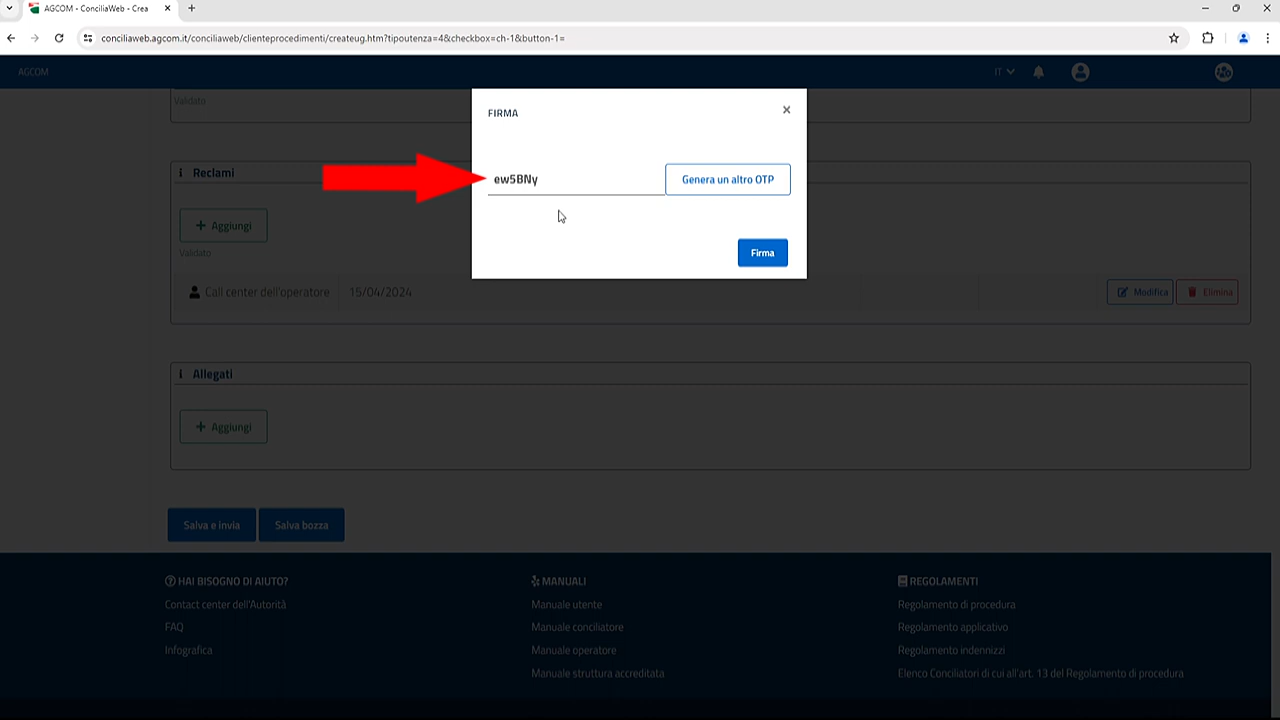 AGCOM - ConciliaWeb - Crea
conciliaweb.agcom.it/conciliaweb/clienteprocedimenti/createug.htm?tipoutenza=4&checkbox=ch-1&button-1=
AGCOM
IT
Validato
FIRMA
ew5BNy
Genera un altro OTP
Firma
Reclami
Aggiungi
Validato
Call center dell'operatore
15/04/2024
Modifica
Elimina
Allegati
Aggiungi
Salva e invia
Salva bozza
HAI BISOGNO DI AIUTO?
Contact center dell'Autorità
FAQ
Infografica
MANUALI
Manuale utente
Manuale conciliatore
Manuale operatore
Manuale struttura accreditata
REGOLAMENTI
Regolamento di procedura
Regolamento applicativo
Regolamento indennizzi
Elenco Conciliatori di cui all'art. 13 del Regolamento di procedura